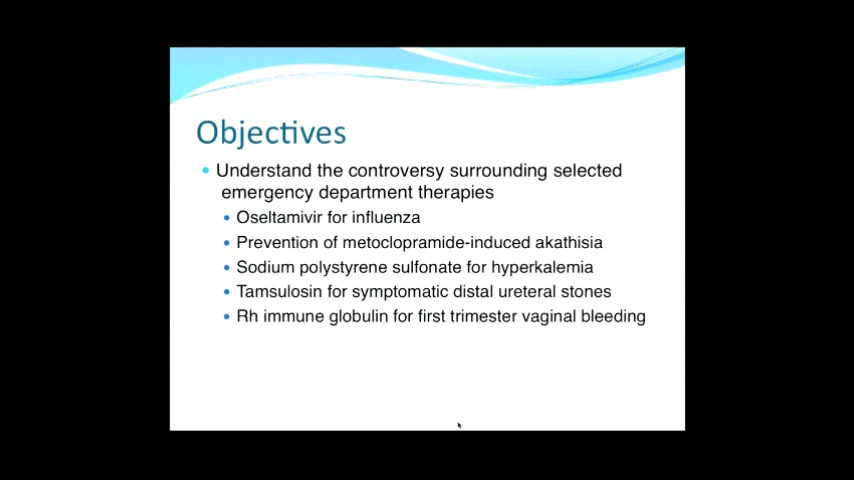 Objectives
Understand the controversy surrounding selected
emergency department therapies
Oseltamivir for influenza
Prevention of metoclopramide-induced akathisia
Sodium polystyrene sulfonate for hyperkalemia
Tamsulosin for symptomatic distal ureteral stones
Rh immune globulin for first trimester vaginal bleeding